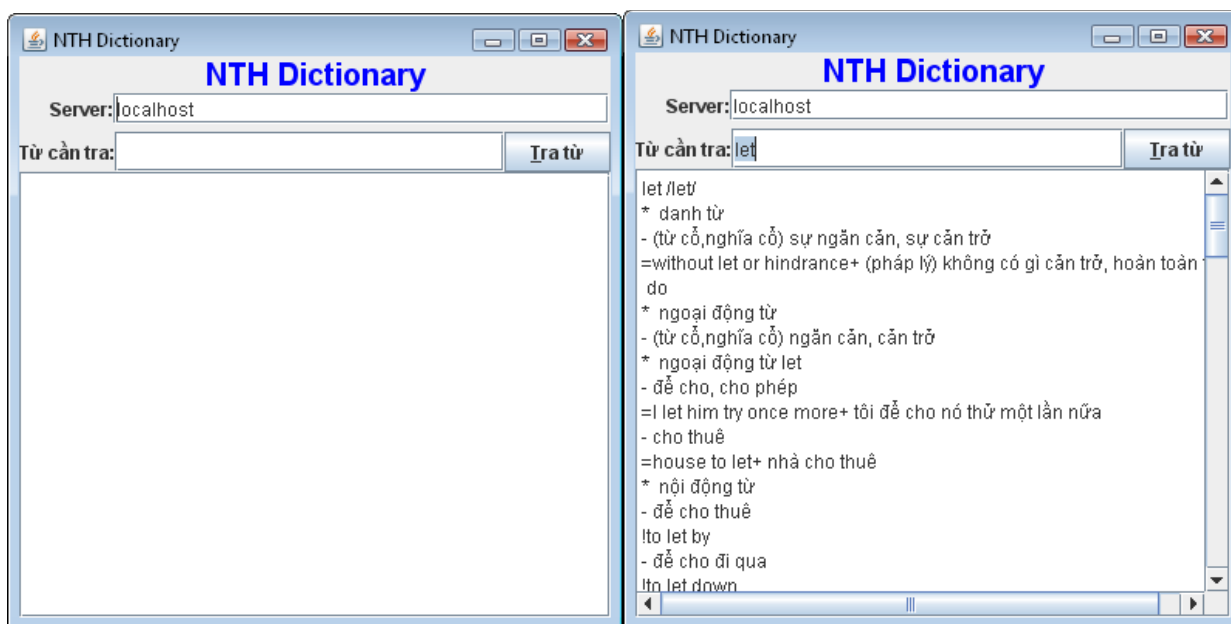 NTH Dictionary
NTH Dictionary
Server: localhost
Từ cần tra:
Tra từ
NTH Dictionary
NTH Dictionary
Server: localhost
Từ cần tra: let
Tra từ
let /let/
* danh từ
- (từ cổ,nghĩa cổ) sự ngăn cản, sự cản trở
=without let or hindrance+ (pháp lý) không có gì cản trở, hoàn toàn
do
* ngoại động từ
- (từ cổ,nghĩa cổ) ngăn cản, cản trở
* ngoại động từ let
- để cho, cho phép
=I let him try once more+ tôi để cho nó thử một lần nữa
- cho thuê
=house to let+ nhà cho thuê
* nội động từ
- để cho thuê
!to let by
- để cho đi qua
!to let down